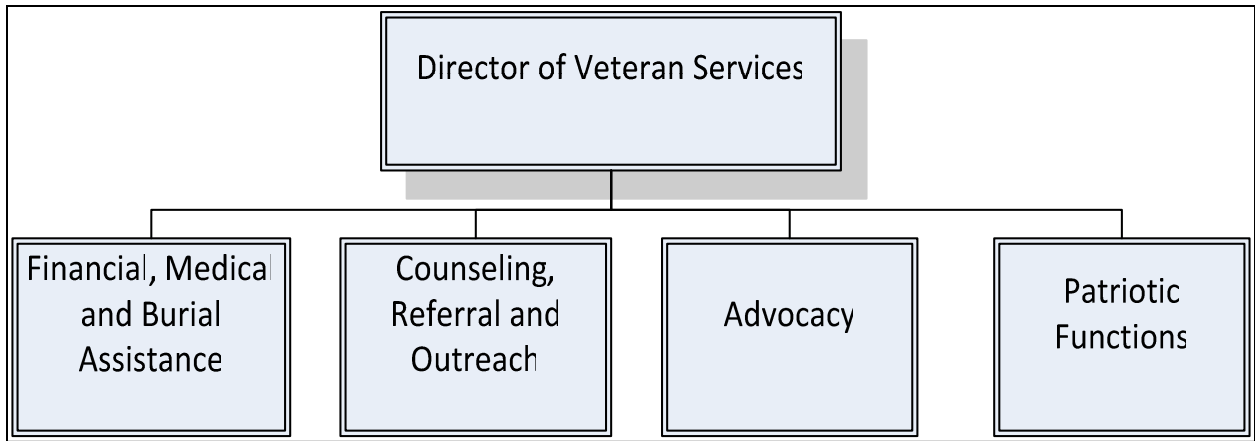 Director of Veteran Services
Financial, Medical
and Burial
Assistance
Counseling,
Referral and
Outreach
Advocacy
Patriotic
Functions